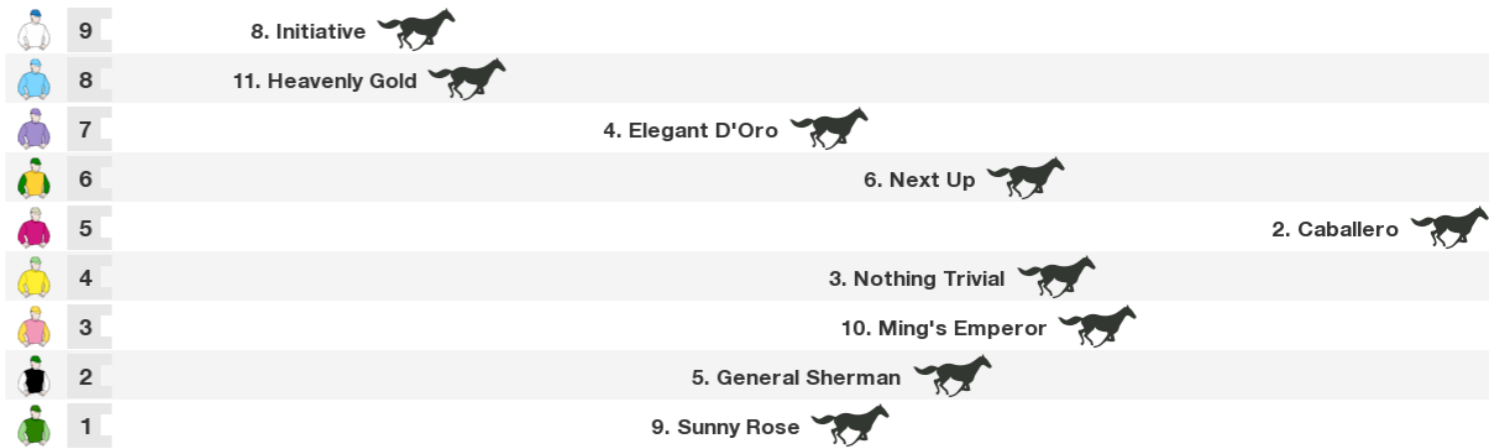 9 8. Initiative
8 11. Heavenly Gold
7 4. Elegant D'Oro
6 6. Next Up
5 2. Caballero
4 3. Nothing Trivial
3 10. Ming's Emperor
2 5. General Sherman
1 9. Sunny Rose